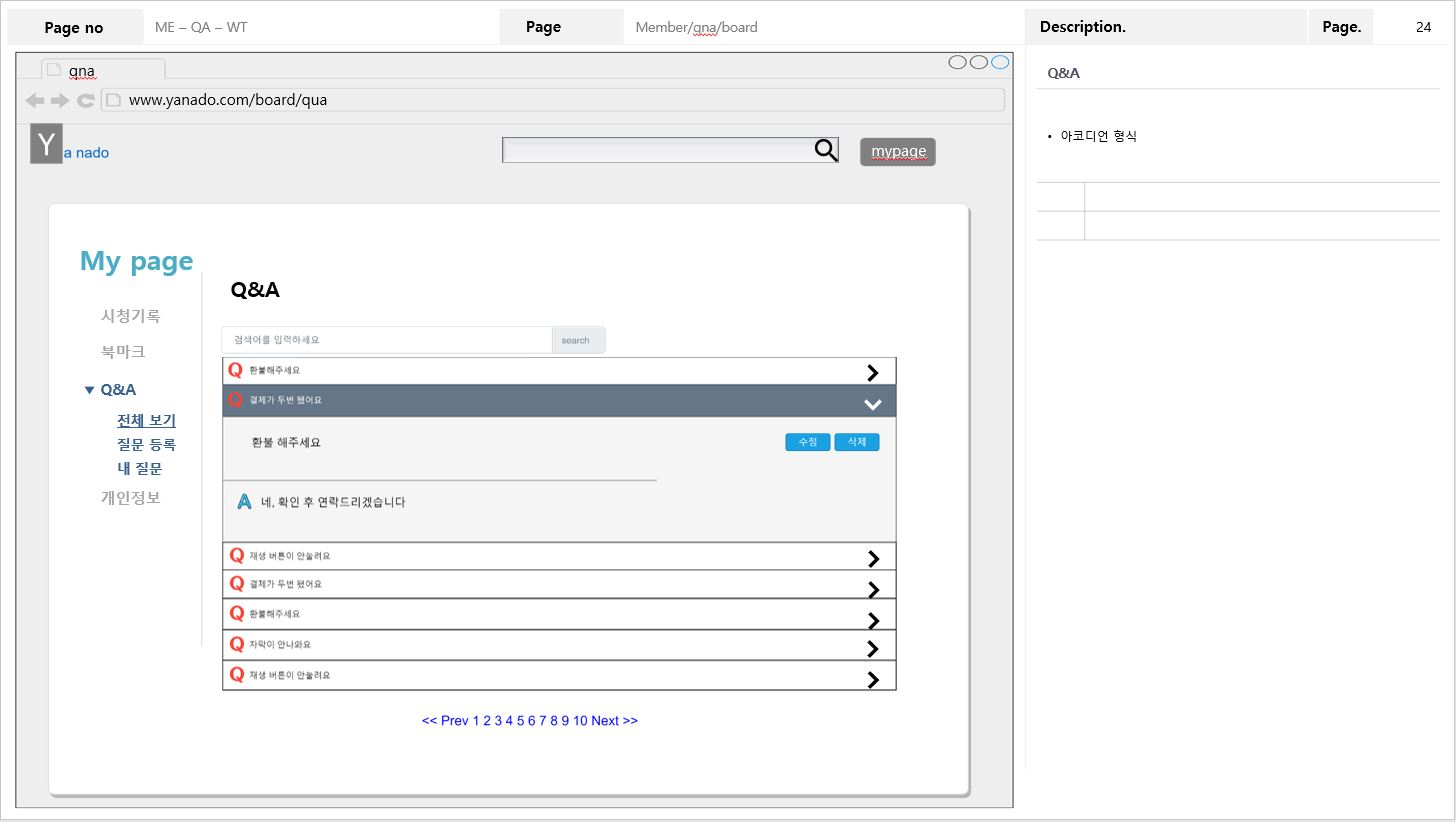 Page no
ME – QA – WT
Page
Member/qna/board
Description.
Page.
24
qna
www.yanado.com/board/qua
Y a nado
mypage
My page
시청기록
북마크
▼ Q&A
전체 보기
질문 등록
내 질문
개인정보
Q&A
검색어를 입력하세요
search
Q 환불해주세요
Q 결제가 두번 됐어요
환불 해주세요
수정
삭제
A 네, 확인 후 연락드리겠습니다
Q 재생 버튼이 안눌려요
Q 결제가 두번 됐어요
Q 환불해주세요
Q 자막이 안나와요
Q 재생 버튼이 안눌려요
<< Prev 1 2 3 4 5 6 7 8 9 10 Next >>
Q&A
• 아코디언 형식